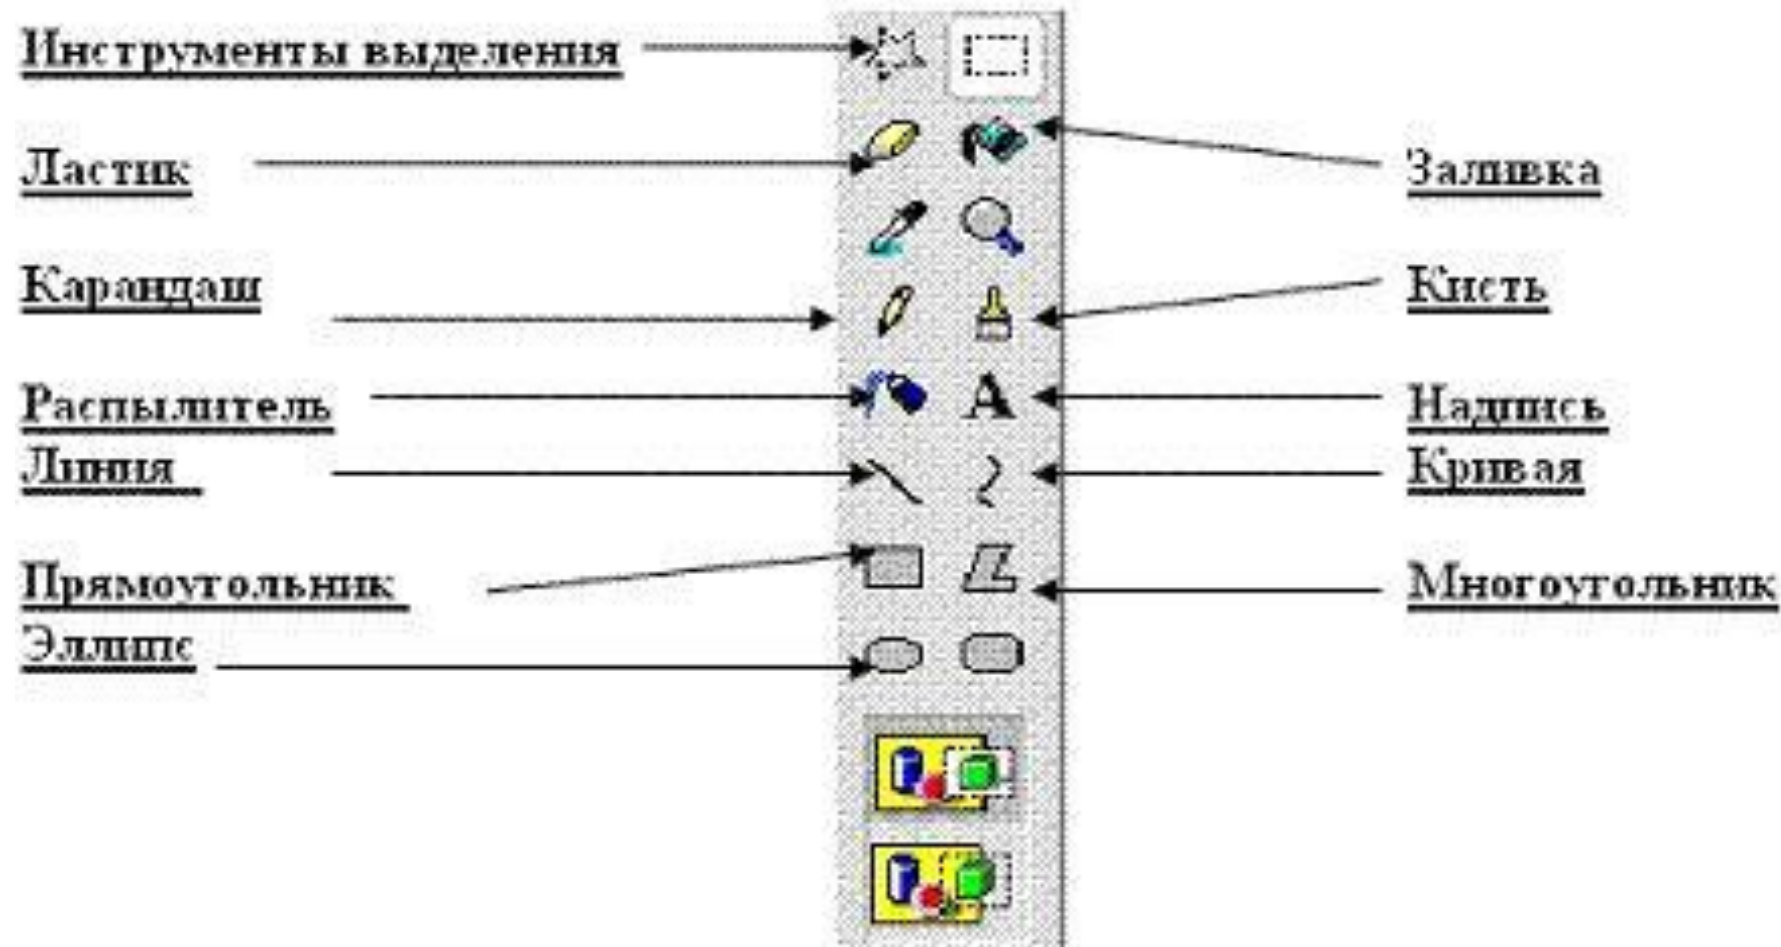 Инструменты выделения
Ластик
Заливка
Карандаш
Кисть
Распылитель
Надпись
Линия
Кривая
Прямоугольник
Многоугольник
Эллипс
A